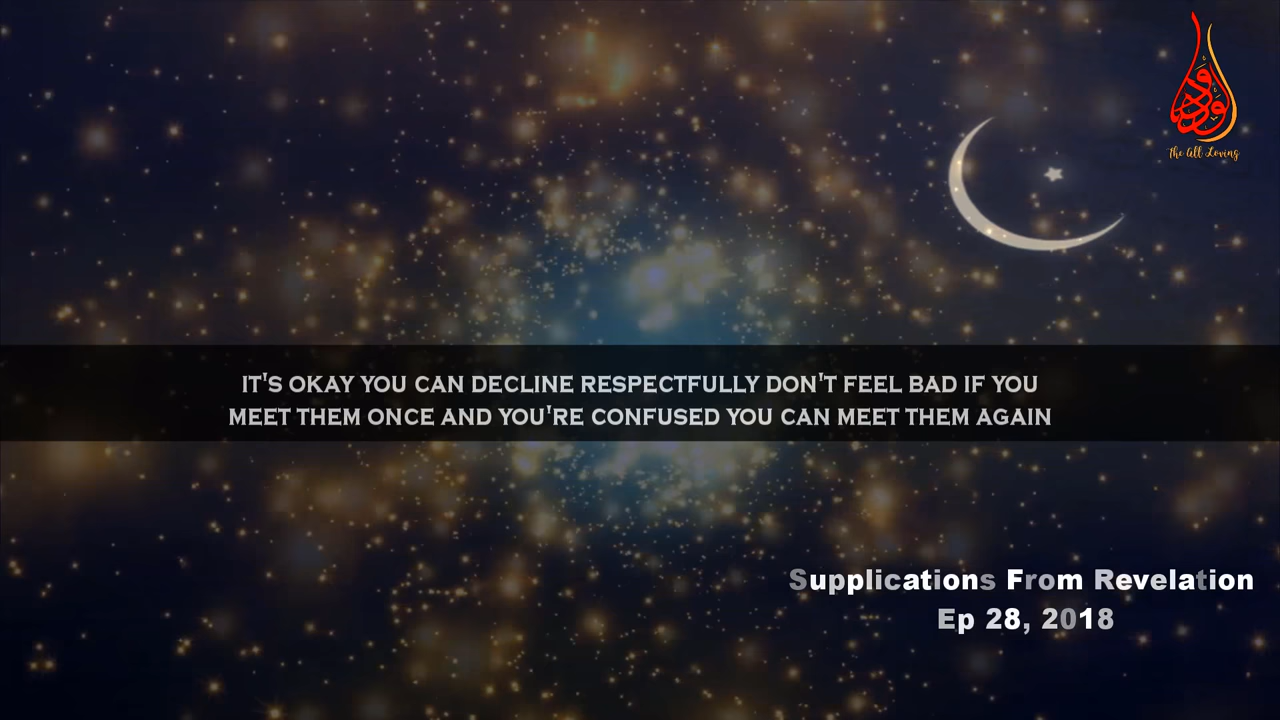 الودود
The All Loving
IT'S OKAY YOU CAN DECLINE RESPECTFULLY DON'T FEEL BAD IF YOU
MEET THEM ONCE AND YOU'RE CONFUSED YOU CAN MEET THEM AGAIN
Supplications From Revelation
Ep 28, 2018